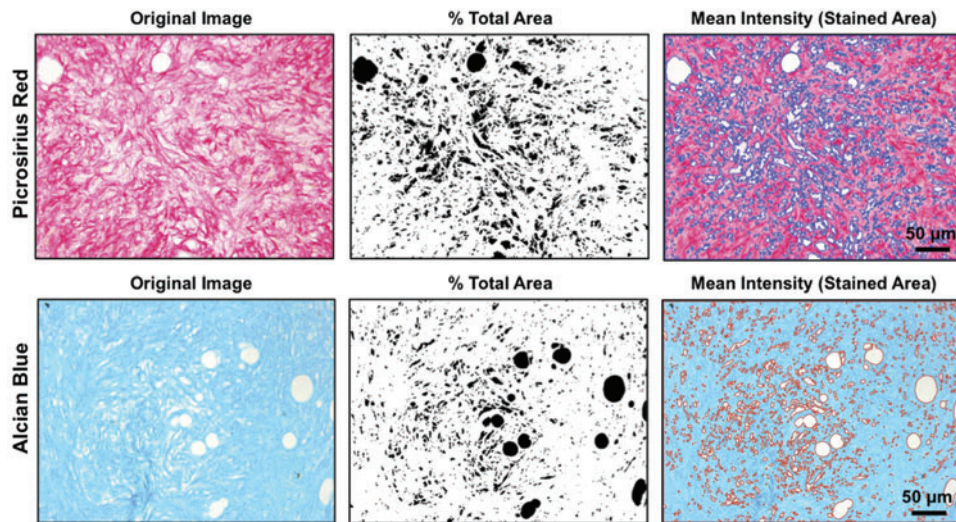 Original Image
% Total Area
Mean Intensity (Stained Area)
Picrosirius Red
50 µm
Original Image
% Total Area
Mean Intensity (Stained Area)
Alcian Blue
50 µm